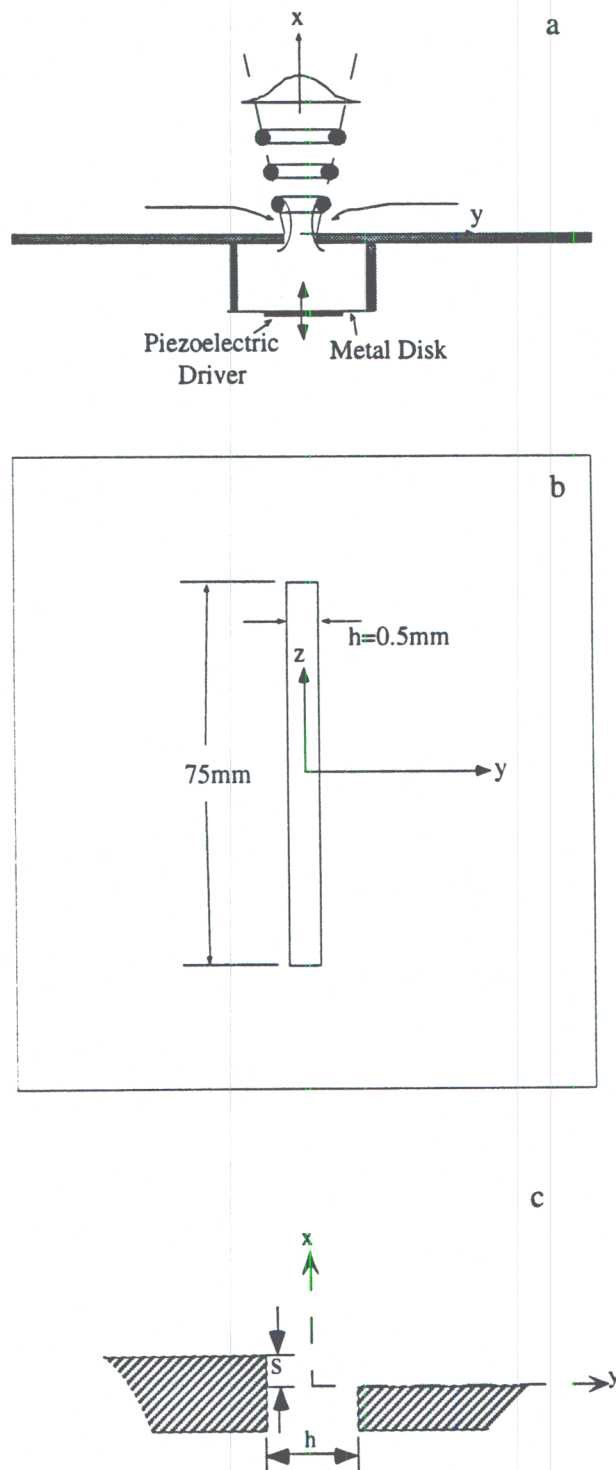 a
x
y
Piezoelectric
Driver
Metal Disk
b
h=0.5mm
z
75mm
y
c
x
S
y
h